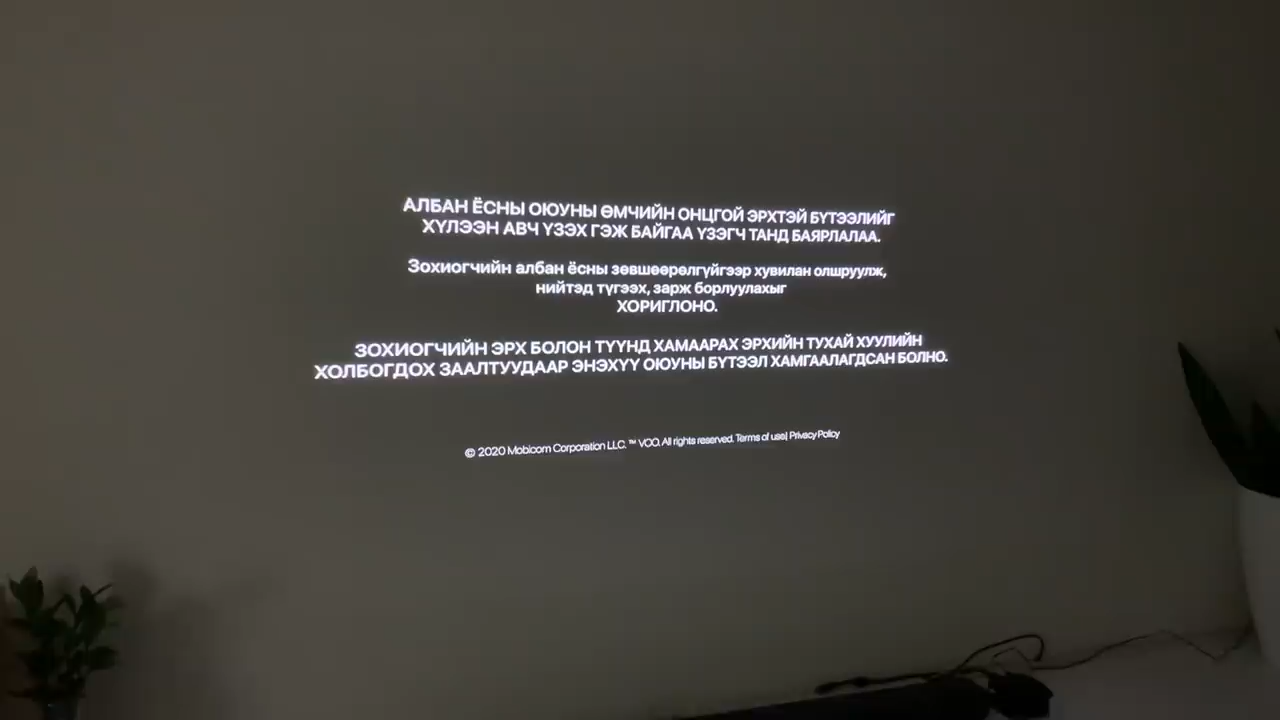 АЛБАН ЁСНЫ ОЮУНЫ ӨМЧИЙН ОНЦГОЙ ЭРХТЭЙ БҮТЭЭЛИЙГ
ХҮЛЭЭН АВЧ ҮЗЭХ ГЭЖ БАЙГАА ҮЗЭГЧ ТАНД БАЯРЛАЛАА.
Зохиогчийн албан ёсны зөвшөөрөлгүйгээр хувилан олшруулж,
нийтэд түгээх, зарж борлуулахыг
ХОРИГЛОНО.
ЗОХИОГЧИЙН ЭРХ БОЛОН ТҮҮНД ХАМААРАХ ЭРХИЙН ТУХАЙ ХУУЛИЙН
ХОЛБОГДОХ ЗААЛТУУДААР ЭНЭХҮҮ ОЮУНЫ БҮТЭЭЛ ХАМГААЛАГДСАН БОЛНО.
© 2020 Mobicom Corporation LLC. ™ VOO. All rights reserved. Terms of use| Privacy Policy